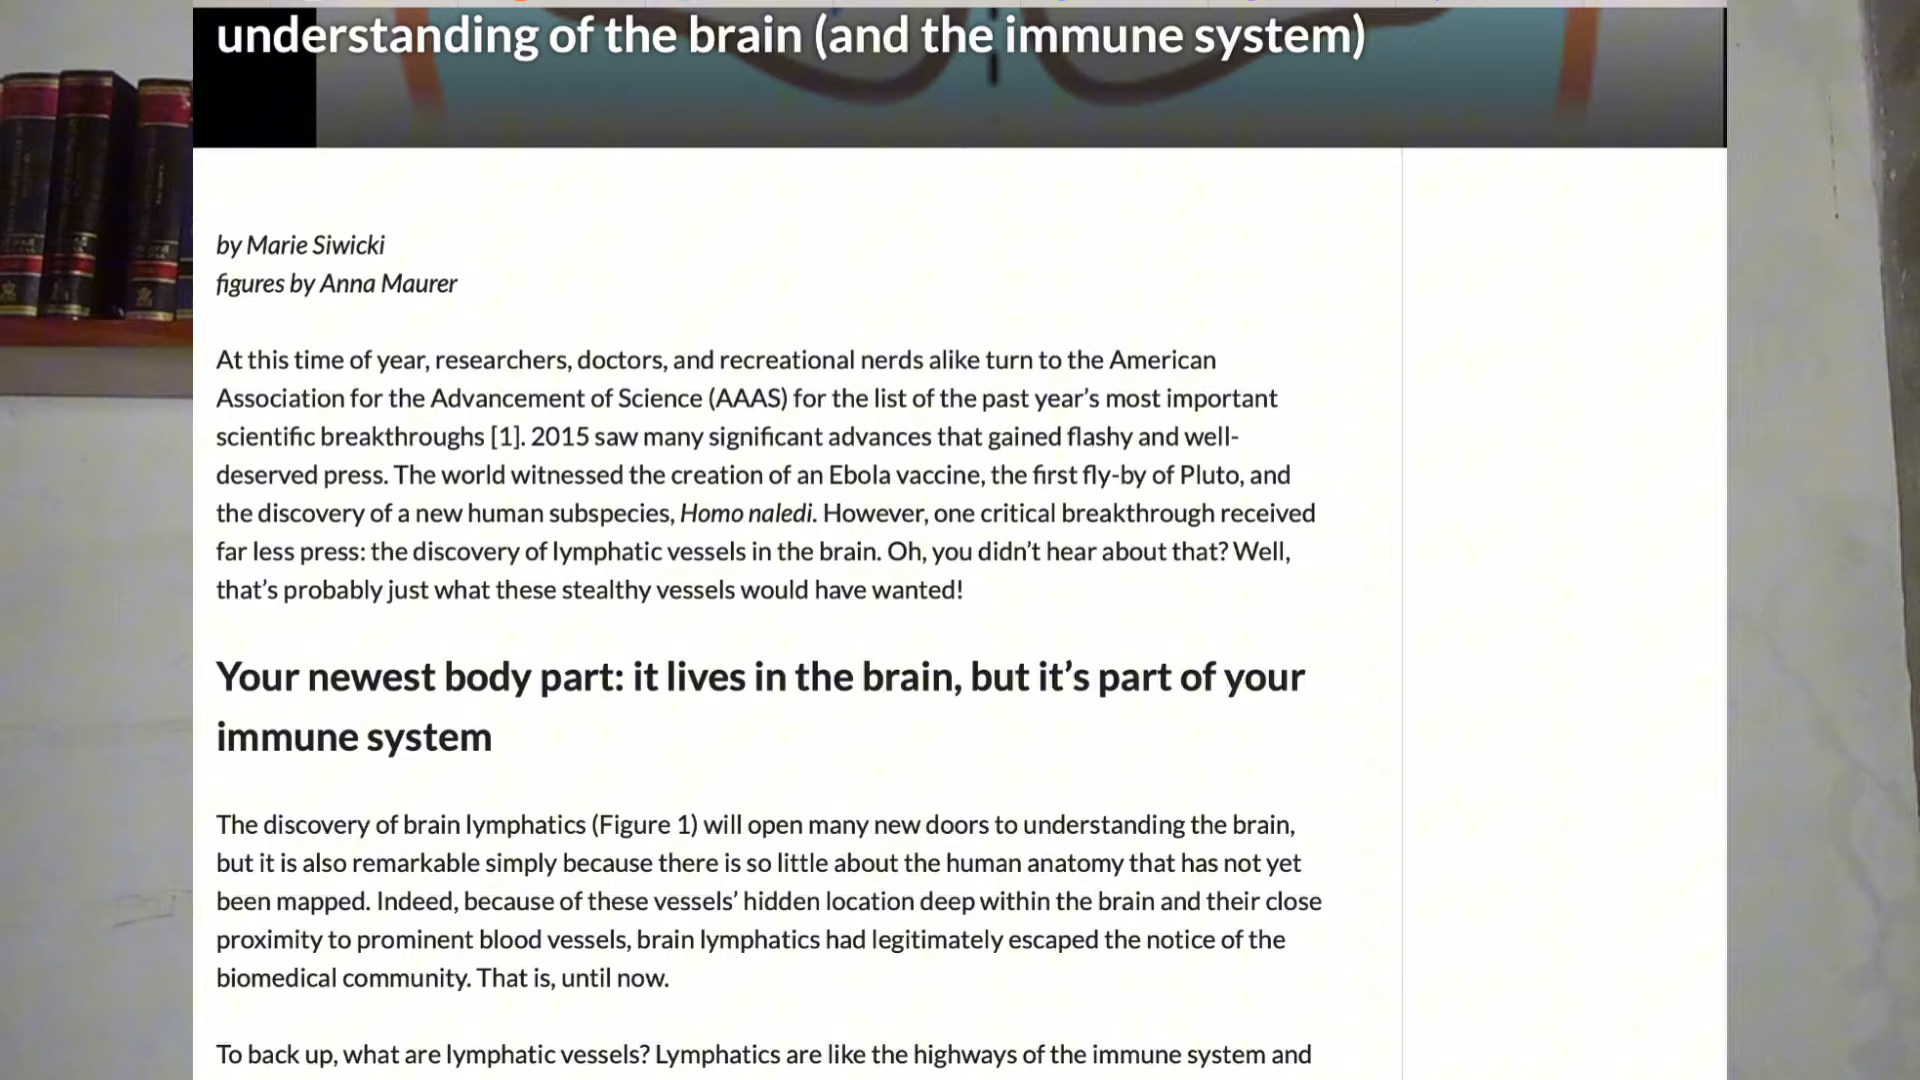 understanding of the brain (and the immune system)
by Marie Siwicki
figures by Anna Maurer
At this time of year, researchers, doctors, and recreational nerds alike turn to the American
Association for the Advancement of Science (AAAS) for the list of the past year’s most important
scientific breakthroughs [1]. 2015 saw many significant advances that gained flashy and well-
deserved press. The world witnessed the creation of an Ebola vaccine, the first fly-by of Pluto, and
the discovery of a new human subspecies, Homo naledi. However, one critical breakthrough received
far less press: the discovery of lymphatic vessels in the brain. Oh, you didn’t hear about that? Well,
that’s probably just what these stealthy vessels would have wanted!
Your newest body part: it lives in the brain, but it’s part of your
immune system
The discovery of brain lymphatics (Figure 1) will open many new doors to understanding the brain,
but it is also remarkable simply because there is so little about the human anatomy that has not yet
been mapped. Indeed, because of these vessels’ hidden location deep within the brain and their close
proximity to prominent blood vessels, brain lymphatics had legitimately escaped the notice of the
biomedical community. That is, until now.
To back up, what are lymphatic vessels? Lymphatics are like the highways of the immune system and